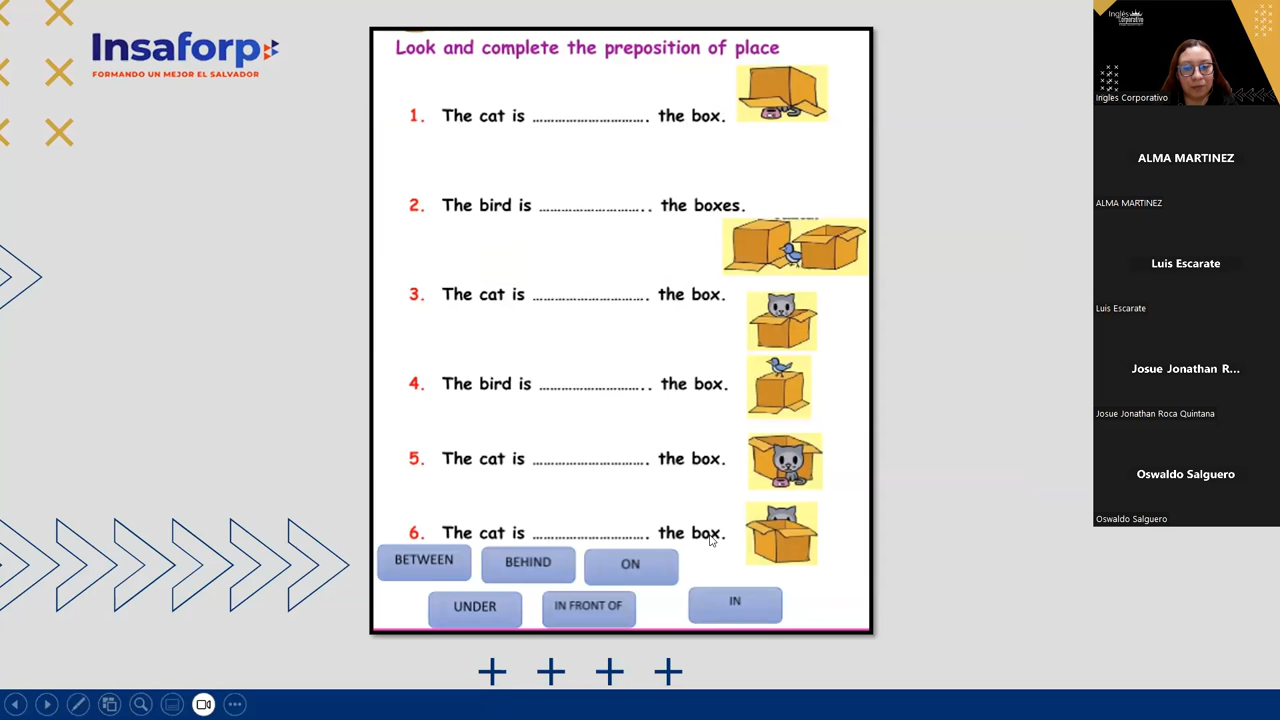 Insaforp
FORMANDO UN MEJOR EL SALVADOR
Look and complete the preposition of place
1. The cat is ............................. the box.
2. The bird is ........................... the boxes.
3. The cat is ............................. the box.
4. The bird is ........................... the box.
5. The cat is ............................. the box.
6. The cat is ............................. the box.
BETWEEN
BEHIND
ON
UNDER
IN FRONT OF
IN
Inglés
Corporativo
Ingles Corporativo
ALMA MARTINEZ
ALMA MARTINEZ
Luis Escarate
Luis Escarate
Josue Jonathan R...
Josue Jonathan Roca Quintana
Oswaldo Salguero
Oswaldo Salguero